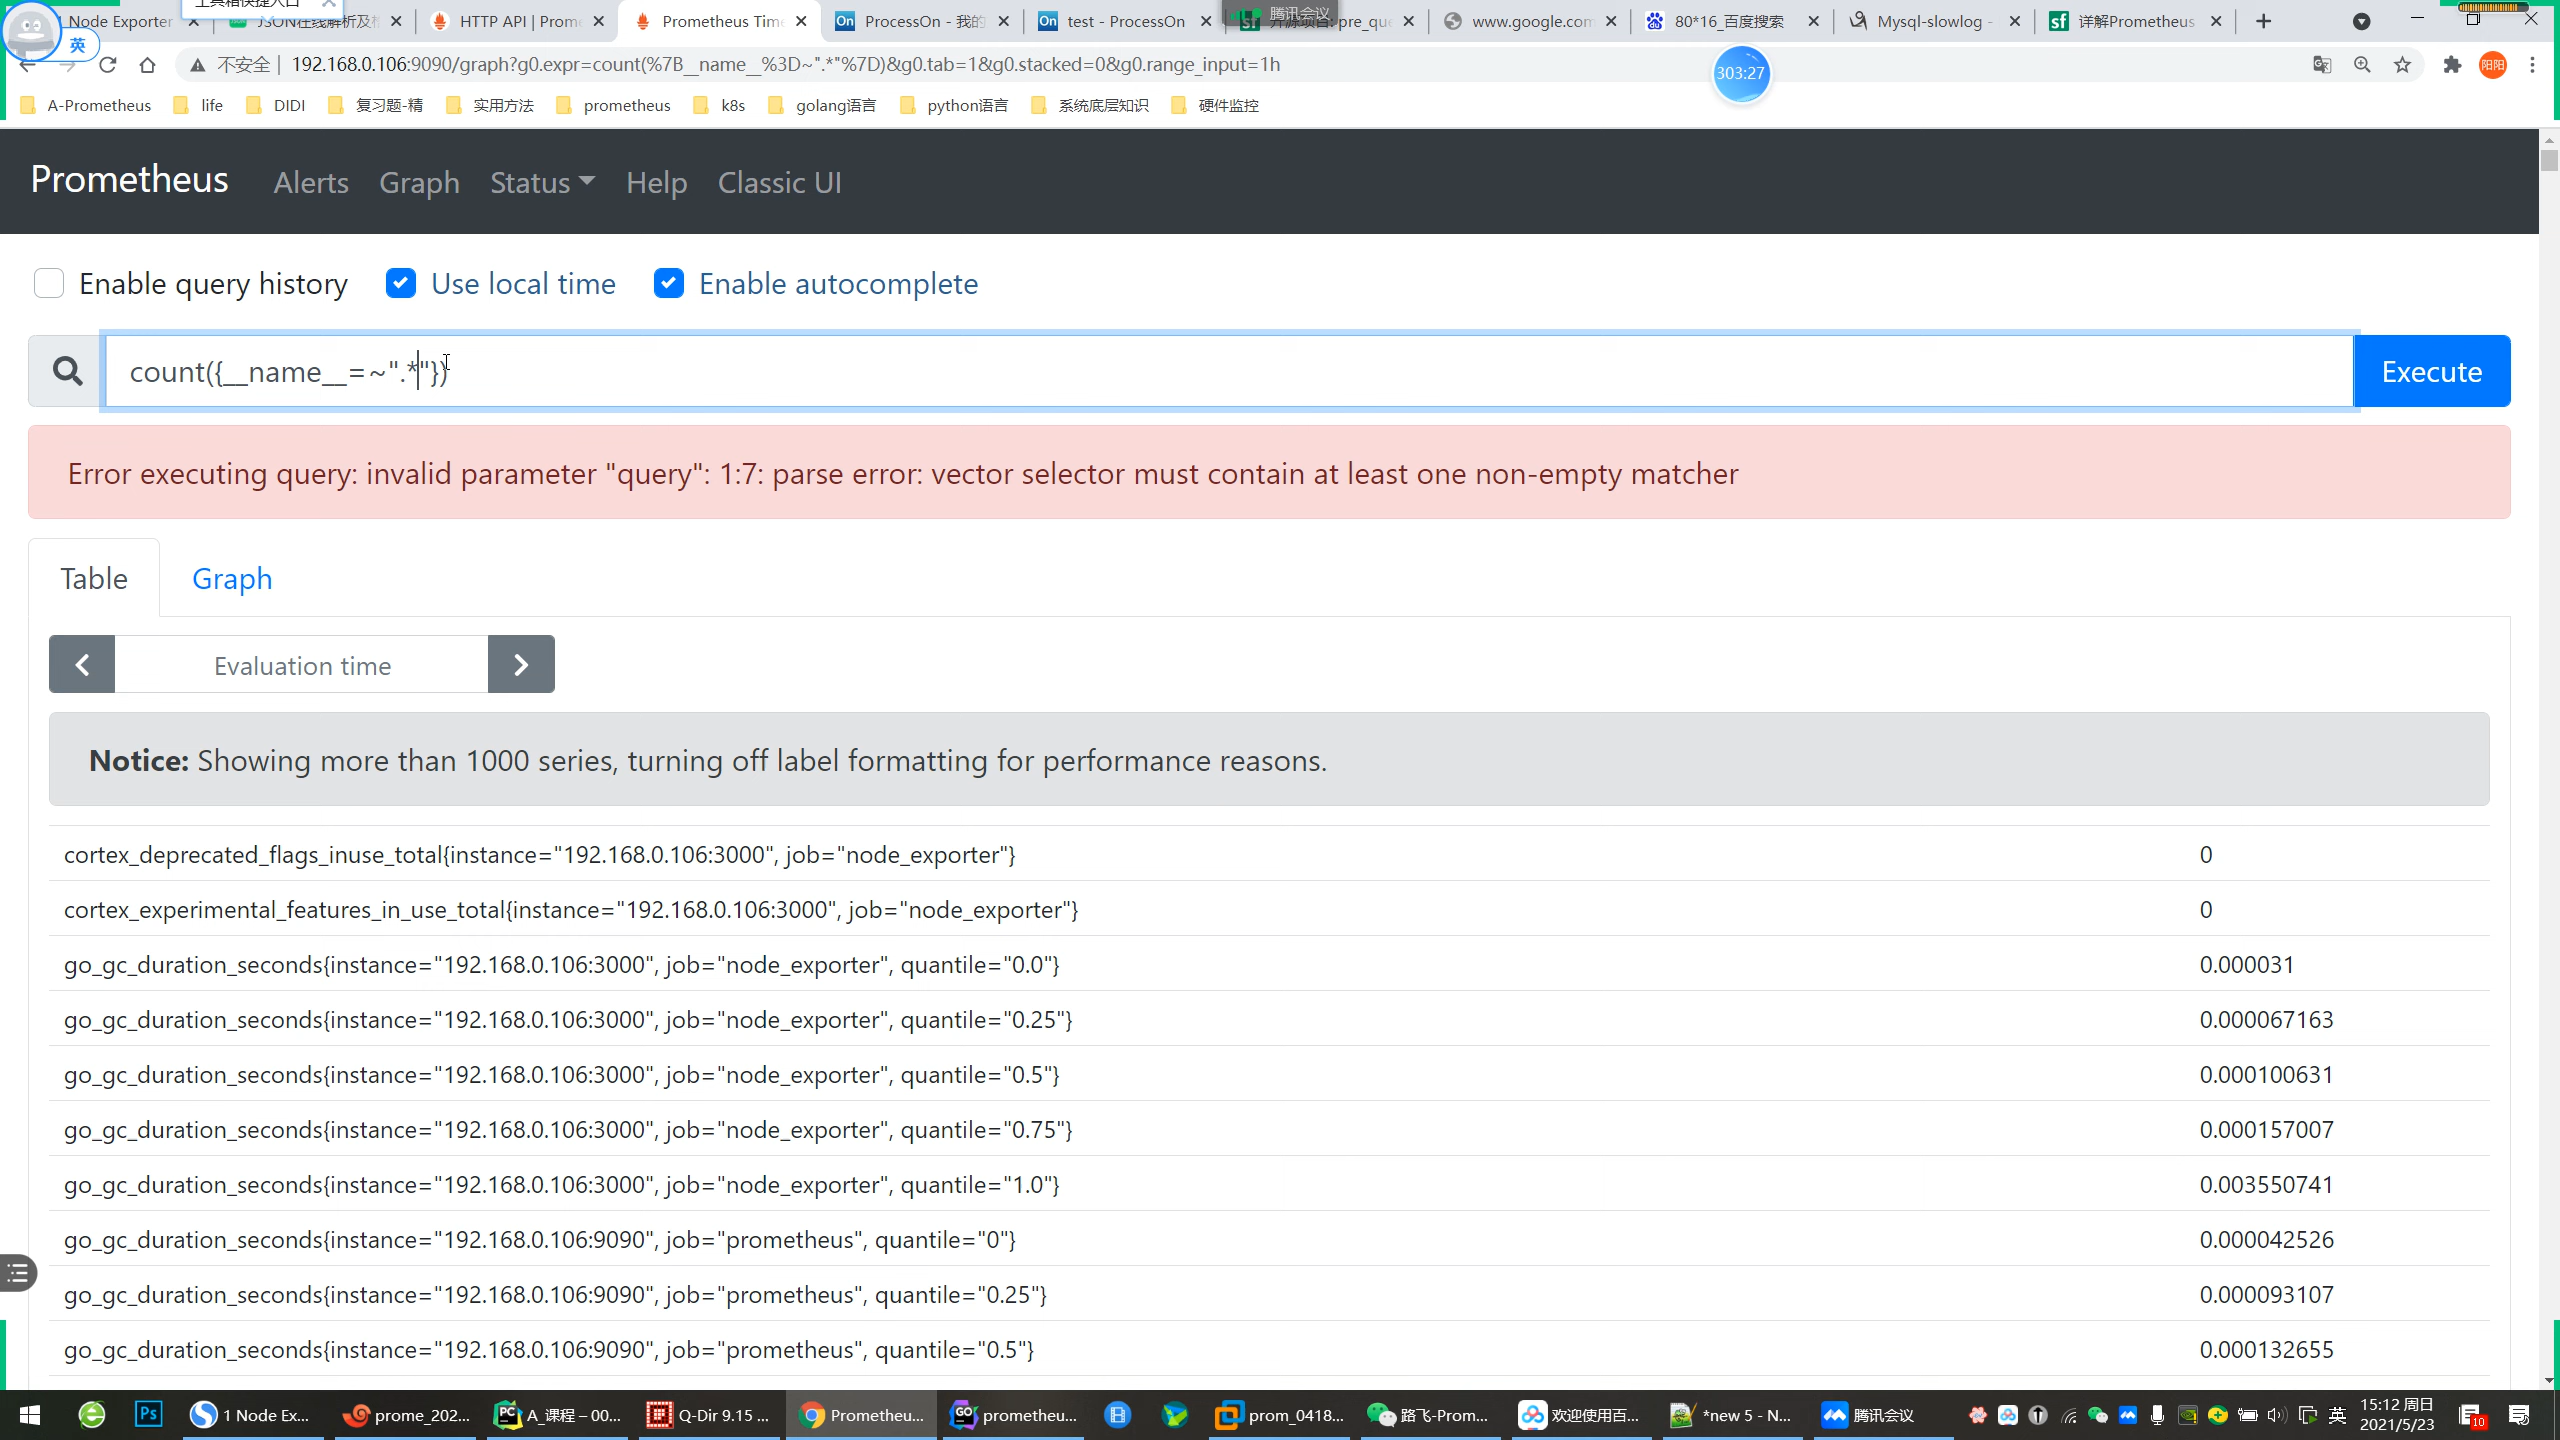 Node Exporter
HTTP API | Prom
Prometheus Time
ProcessOn - 我的
test - ProcessOn
腾讯会议
www.google.com
80*16_百度搜索
Mysql-slowlog -
详解Prometheus
英
不安全
192.168.0.106:9090/graph?g0.expr=count(%7B__name__%3D~".*"%7D)&g0.tab=1&g0.stacked=0&g0.range_input=1h
303:27
阳阳
A-Prometheus
life
DIDI
复习题-精
实用方法
prometheus
k8s
golang语言
python语言
系统底层知识
硬件监控
Prometheus
Alerts
Graph
Status
Help
Classic UI
Enable query history
Use local time
Enable autocomplete
count({__name__=~".*"})
Execute
Error executing query: invalid parameter "query": 1:7: parse error: vector selector must contain at least one non-empty matcher
Table
Graph
Evaluation time
Notice: Showing more than 1000 series, turning off label formatting for performance reasons.
cortex_deprecated_flags_inuse_total{instance="192.168.0.106:3000", job="node_exporter"} 0
cortex_experimental_features_in_use_total{instance="192.168.0.106:3000", job="node_exporter"} 0
go_gc_duration_seconds{instance="192.168.0.106:3000", job="node_exporter", quantile="0.0"} 0.000031
go_gc_duration_seconds{instance="192.168.0.106:3000", job="node_exporter", quantile="0.25"} 0.000067163
go_gc_duration_seconds{instance="192.168.0.106:3000", job="node_exporter", quantile="0.5"} 0.000100631
go_gc_duration_seconds{instance="192.168.0.106:3000", job="node_exporter", quantile="0.75"} 0.000157007
go_gc_duration_seconds{instance="192.168.0.106:3000", job="node_exporter", quantile="1.0"} 0.003550741
go_gc_duration_seconds{instance="192.168.0.106:9090", job="prometheus", quantile="0"} 0.000042526
go_gc_duration_seconds{instance="192.168.0.106:9090", job="prometheus", quantile="0.25"} 0.000093107
go_gc_duration_seconds{instance="192.168.0.106:9090", job="prometheus", quantile="0.5"} 0.000132655
1 Node Ex...
prome_202...
A_课程 – 00...
Q-Dir 9.15 ...
Prometheu...
prometheu...
prom_0418...
路飞-Prom...
欢迎使用百...
*new 5 - N...
腾讯会议
英
15:12 周日
2021/5/23
10